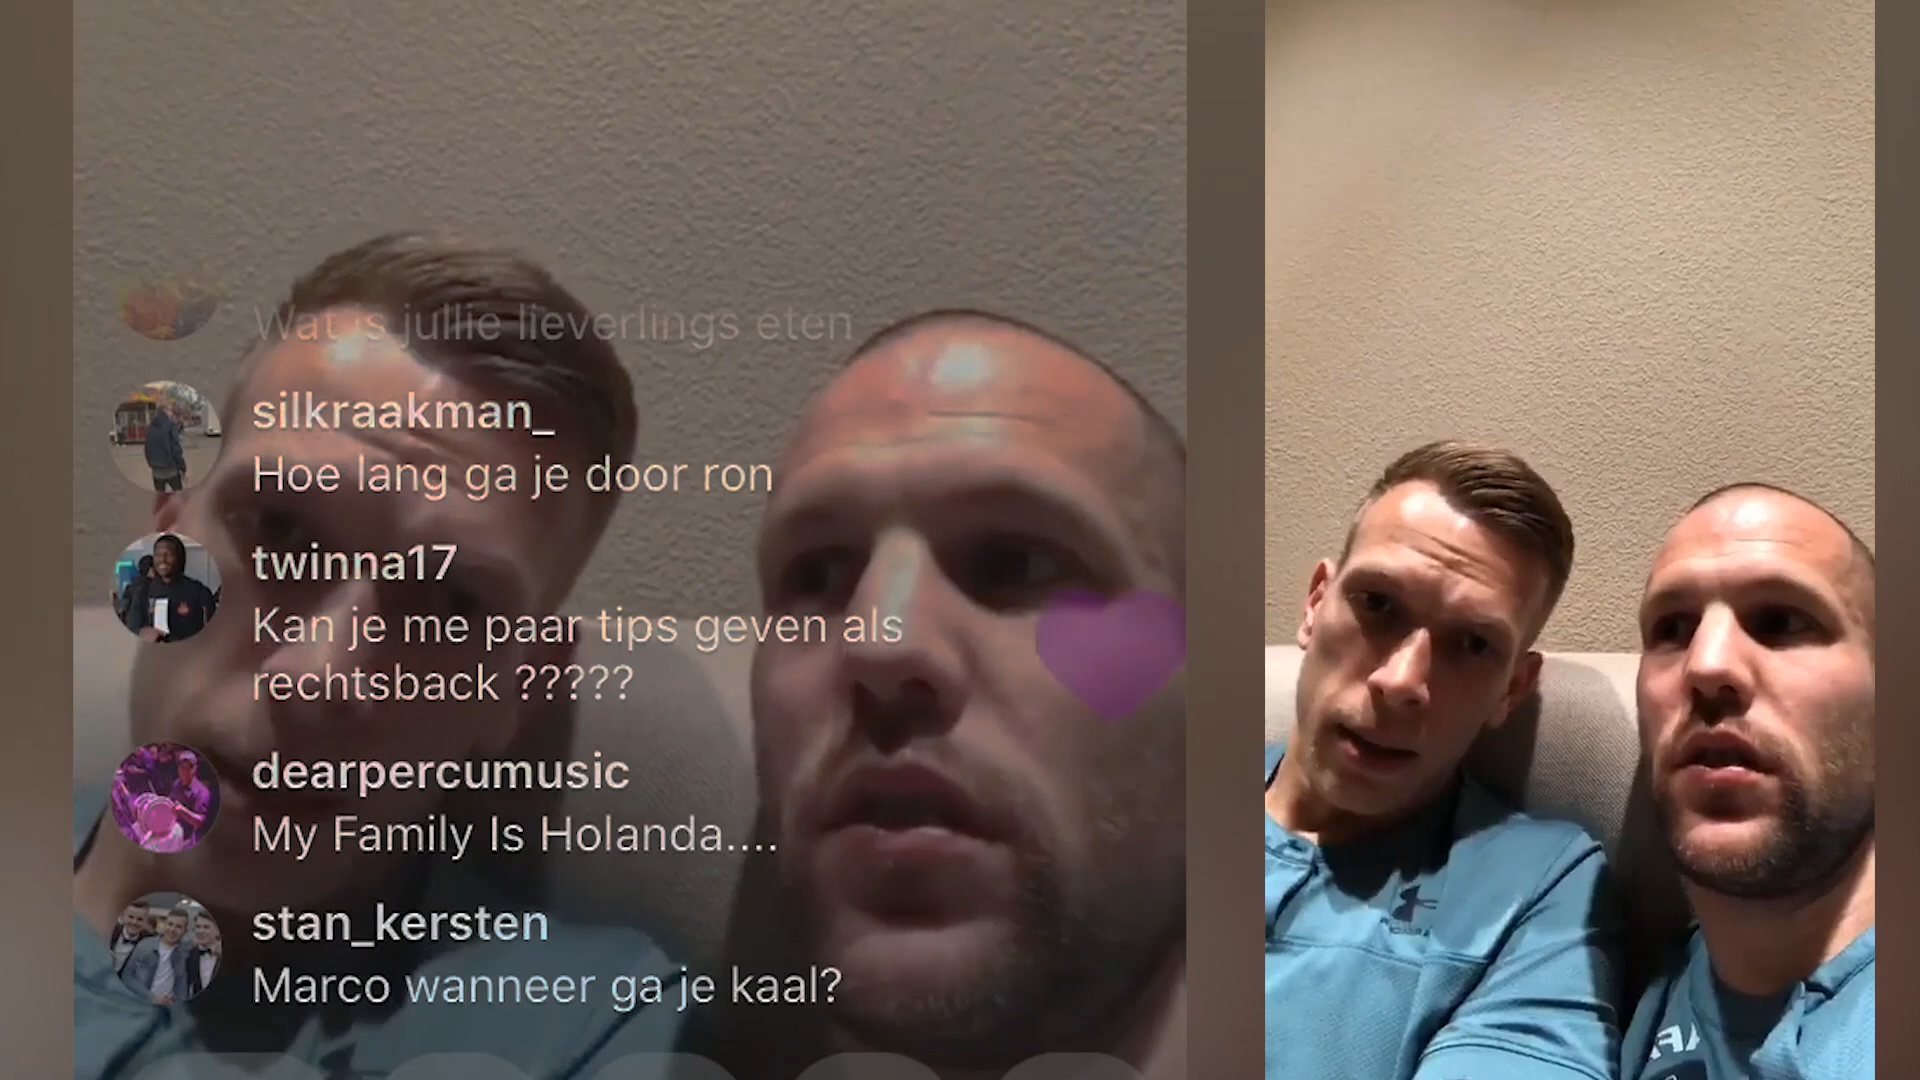 Wat is jullie lieverlings eten
silkraakman_
Hoe lang ga je door ron
twinna17
Kan je me paar tips geven als
rechtsback ?????
dearpercumusic
My Family Is Holanda....
stan_kersten
Marco wanneer ga je kaal?